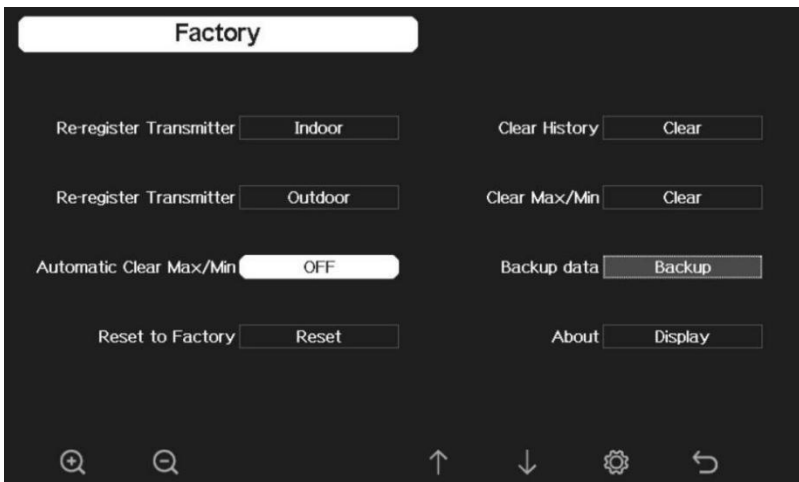 Factory
Re-register Transmitter Indoor Clear History Clear
Re-register Transmitter Outdoor Clear Max/Min Clear
Automatic Clear Max/Min OFF Backup data Backup
Reset to Factory Reset About Display